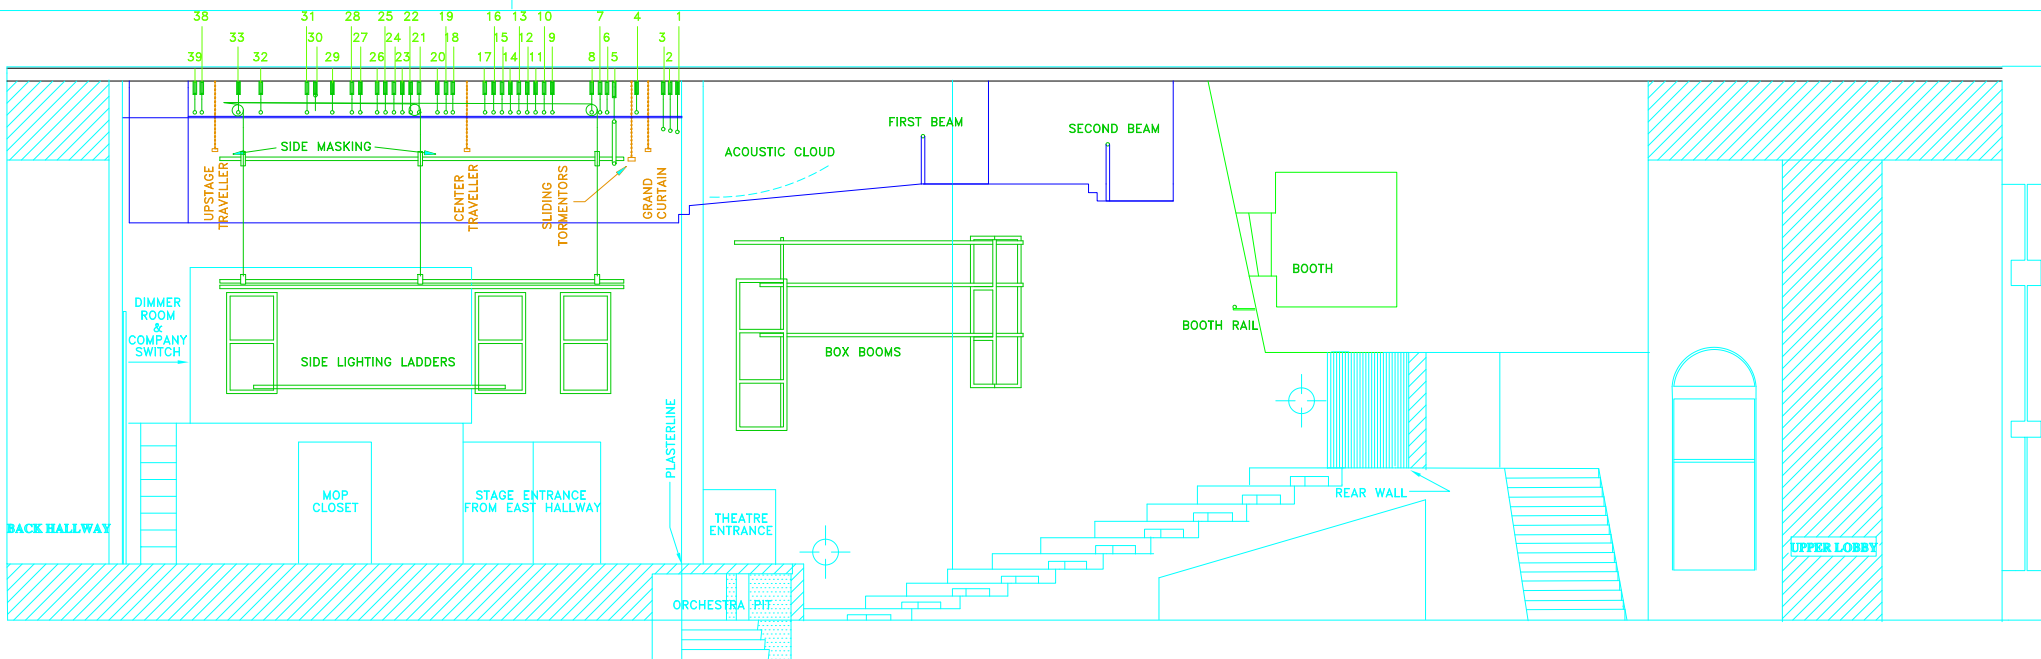 38
31
28
25
22
19
16
13
10
7
4
1
33
30
27
24
21
18
15
12
9
6
3
39
32
29
26
23
20
17
14
11
8
5
2
SIDE MASKING
UPSTAGE
TRAVELLER
CENTER
TRAVELLER
SLIDING
TORMENTORS
GRAND
CURTAIN
ACOUSTIC CLOUD
FIRST BEAM
SECOND BEAM
BOOTH
BOOTH RAIL
DIMMER
ROOM
&
COMPANY
SWITCH
SIDE LIGHTING LADDERS
BOX BOOMS
PLASTERLINE
MOP
CLOSET
STAGE ENTRANCE
FROM EAST HALLWAY
THEATRE
ENTRANCE
REAR WALL
BACK HALLWAY
UPPER LOBBY
ORCHESTRA PIT